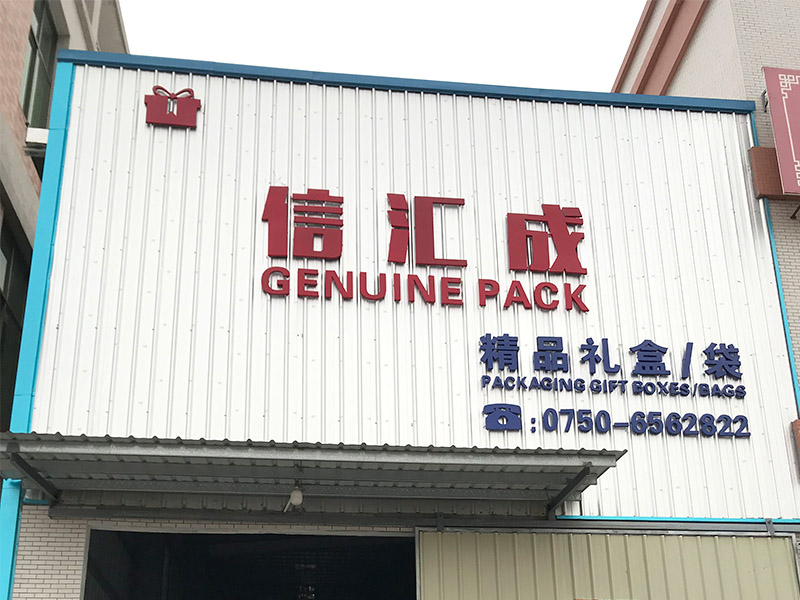 信汇成
GENUINE PACK
精品礼盒/袋
PACKAGING GIFT BOXES/BAGS
☎:0750-6562822